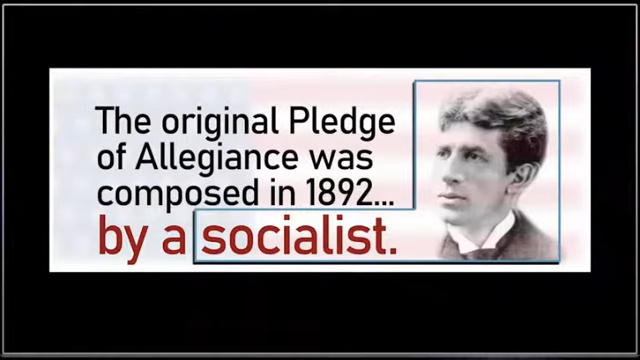 The original Pledge
of Allegiance was
composed in 1892...
by a socialist.